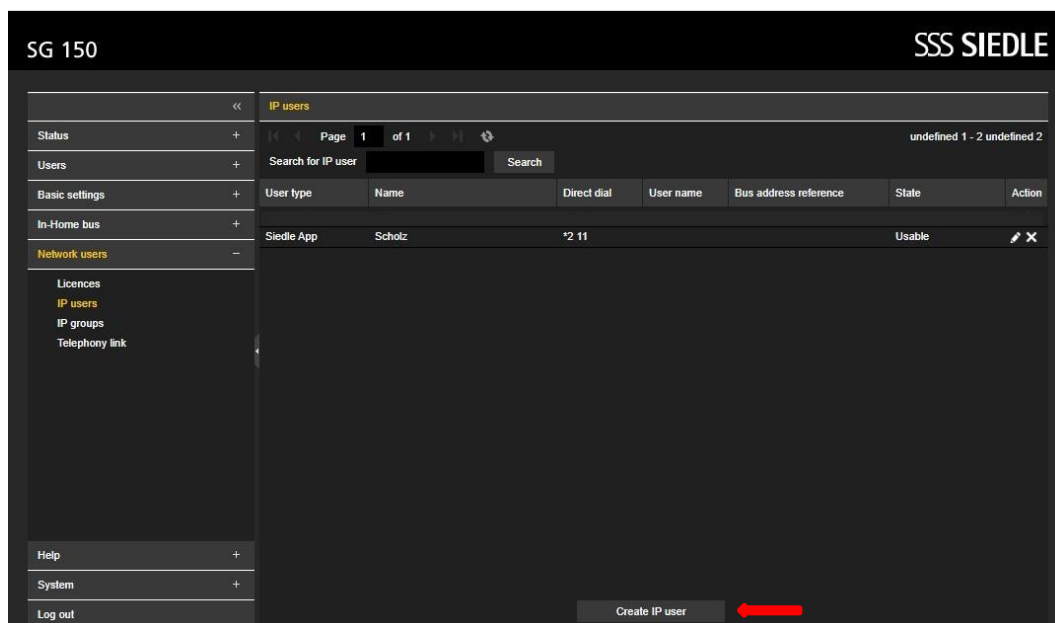 SG 150
SSS SIEDLE
«
IP users
Status +
Page 1 of 1
undefined 1 - 2 undefined 2
Users +
Search for IP user
Search
Basic settings +
User type Name Direct dial User name Bus address reference State Action
In-Home bus +
Siedle App Scholz *2 11 Usable
Network users −
Licences
IP users
IP groups
Telephony link
Help +
System +
Log out
Create IP user